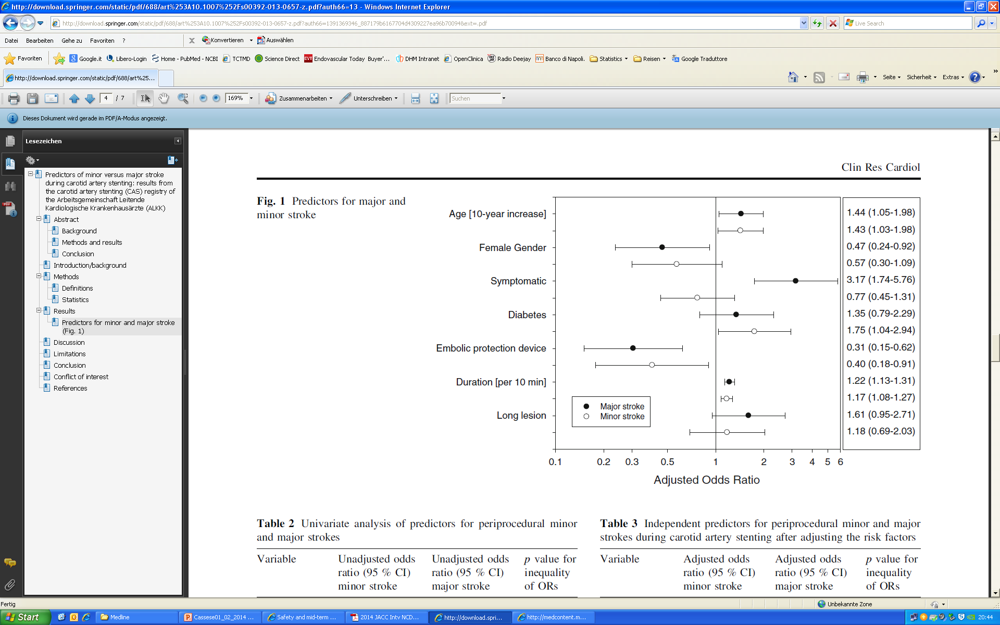 http://download.springer.com/static/pdf/688/art%253A10.1007%252Fs00392-013-0657-z.pdf?auth66=13 - Windows Internet Explorer
http://download.springer.com/static/pdf/688/art%253A10.1007%252Fs00392-013-0657-z.pdf?auth66=1391369346_887179b6167704d4309227ea96b70094&ext=.pdf
Live Search
Datei Bearbeiten Gehe zu Favoriten ?
x Konvertieren Auswählen
Favoriten Google.it Libero-Login Home - PubMed - NCBI TCTMD Science Direct EVT Endovascular Today Buyer'... DHM Intranet OpenClinica Radio Deejay Banco di Napoli. Statistics Reisen Google Traduttore
http://download.springer.com/static/pdf/688/art%25...
Seite Sicherheit Extras
4 / 7 169% Zusammenarbeiten Unterschreiben Suchen
Dieses Dokument wird gerade im PDF/A-Modus angezeigt.
Lesezeichen
Predictors of minor versus major stroke
during carotid artery stenting: results from
the carotid artery stenting (CAS) registry of
the Arbeitsgemeinschaft Leitende
Kardiologische Krankenhausärzte (ALKK)
Abstract
Background
Methods and results
Conclusion
Introduction/background
Methods
Definitions
Statistics
Results
Predictors for minor and major stroke
(Fig. 1)
Discussion
Limitations
Conclusion
Conflict of interest
References
Clin Res Cardiol
Fig. 1 Predictors for major and
minor stroke
Age [10-year increase] 1.44 (1.05-1.98)
1.43 (1.03-1.98)
Female Gender 0.47 (0.24-0.92)
0.57 (0.30-1.09)
Symptomatic 3.17 (1.74-5.76)
0.77 (0.45-1.31)
Diabetes 1.35 (0.79-2.29)
1.75 (1.04-2.94)
Embolic protection device 0.31 (0.15-0.62)
0.40 (0.18-0.91)
Duration [per 10 min] 1.22 (1.13-1.31)
1.17 (1.08-1.27)
Major stroke
Minor stroke
Long lesion 1.61 (0.95-2.71)
1.18 (0.69-2.03)
0.1 0.2 0.3 0.5 1 2 3 4 5 6
Adjusted Odds Ratio
Table 2 Univariate analysis of predictors for periprocedural minor
and major strokes
Variable Unadjusted odds Unadjusted odds p value for
ratio (95 % CI) ratio (95 % CI) inequality
minor stroke major stroke of ORs
Table 3 Independent predictors for periprocedural minor and major
strokes during carotid artery stenting after adjusting the risk factors
Variable Adjusted odds Adjusted odds p value for
ratio (95 % CI) ratio (95 % CI) inequality
minor stroke major stroke of ORs
Fertig Unbekannte Zone
Start Medline Cassese01_02_2014 ... Safety and mid-term ... 2014 JACC Intv NCD... http://download.spri... http://medcontent.m... 20:44